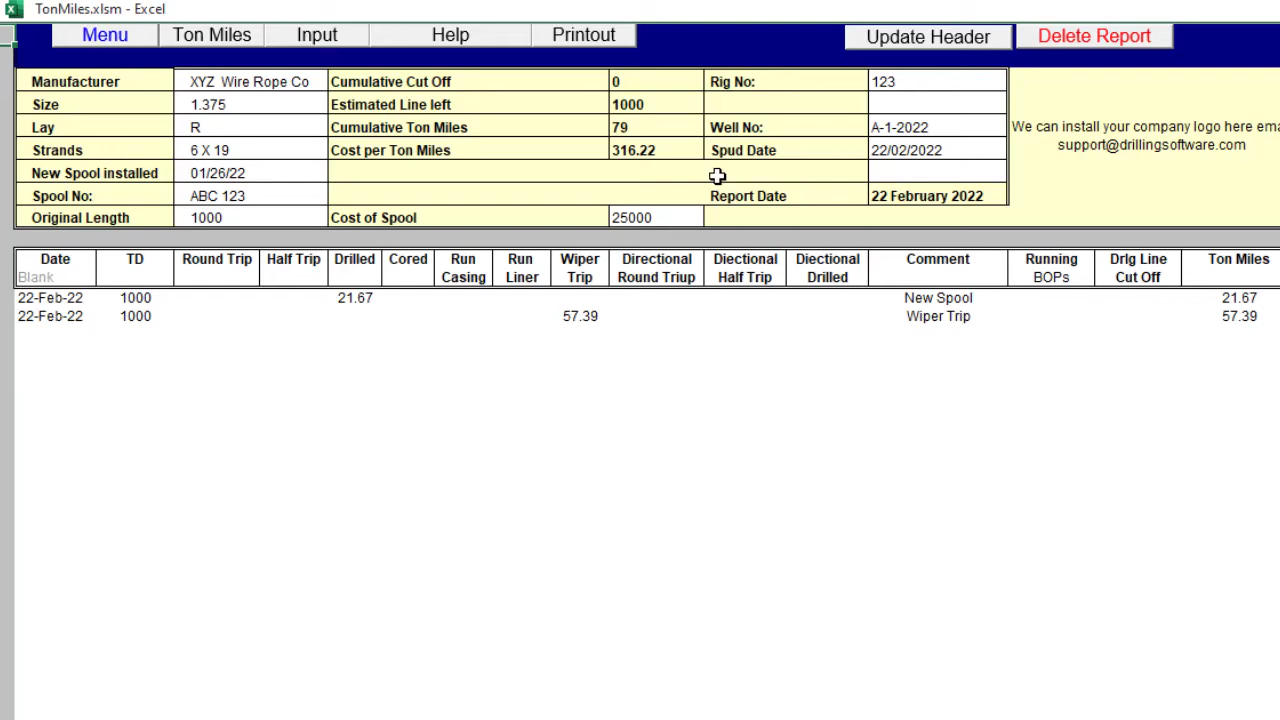 TonMiles.xlsm - Excel
Menu Ton Miles Input Help Printout Update Header Delete Report
Manufacturer XYZ Wire Rope Co Cumulative Cut Off 0 Rig No: 123
Size 1.375 Estimated Line left 1000
Lay R Cumulative Ton Miles 79 Well No: A-1-2022 We can install your company logo here ema
Strands 6 X 19 Cost per Ton Miles 316.22 Spud Date 22/02/2022 support@drillingsoftware.com
New Spool installed 01/26/22
Spool No: ABC 123 Report Date 22 February 2022
Original Length 1000 Cost of Spool 25000
Date TD Round Trip Half Trip Drilled Cored Run Run Wiper Directional Diectional Diectional Comment Running Drlg Line Ton Miles
Blank Casing Liner Trip Round Triup Half Trip Drilled BOPs Cut Off
22-Feb-22 1000 21.67 New Spool 21.67
22-Feb-22 1000 57.39 Wiper Trip 57.39